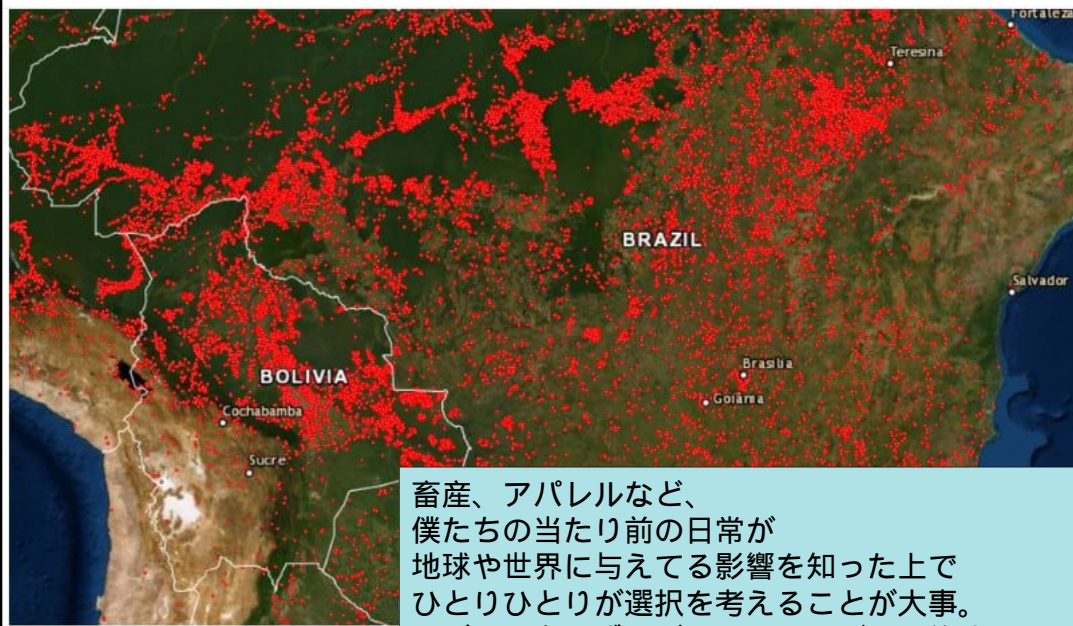 Fortaleza
Teresina
BRAZIL
Salvador
BOLIVIA
Brasilia
Goiânia
Cochabamba
Sucre
畜産、アパレルなど、
僕たちの当たり前の日常が
地球や世界に与えてる影響を知った上で
ひとりひとりが選択を考えることが大事。